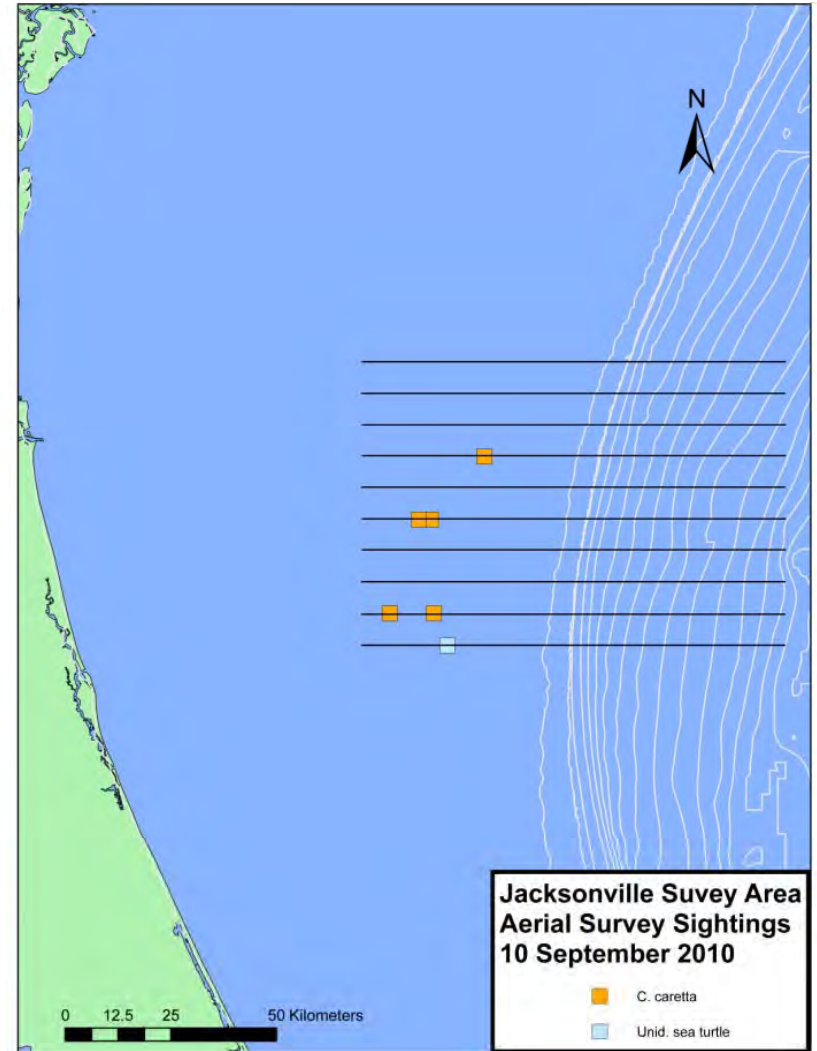 N
Jacksonville Suvey Area
Aerial Survey Sightings
10 September 2010
C. caretta
Unid. sea turtle
0 12.5 25 50 Kilometers